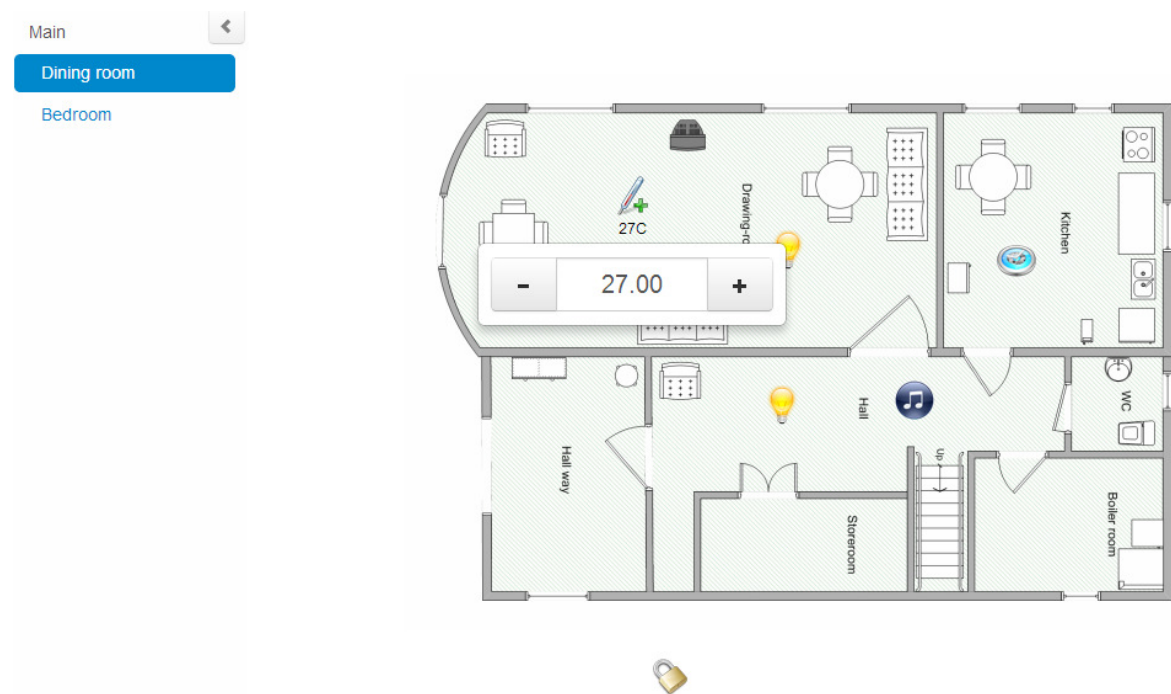 Main
Dining room
Bedroom
27C
Drawing-ro
Kitchen
- 27.00 +
Hall
WC
Hall way
Up
Storeroom
Boiler room